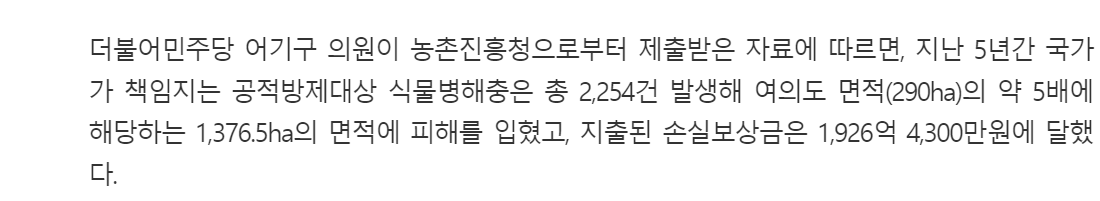 더불어민주당 어기구 의원이 농촌진흥청으로부터 제출받은 자료에 따르면, 지난 5년간 국가
가 책임지는 공적방제대상 식물병해충은 총 2,254건 발생해 여의도 면적(290ha)의 약 5배에
해당하는 1,376.5ha의 면적에 피해를 입혔고, 지출된 손실보상금은 1,926억 4,300만원에 달했
다.